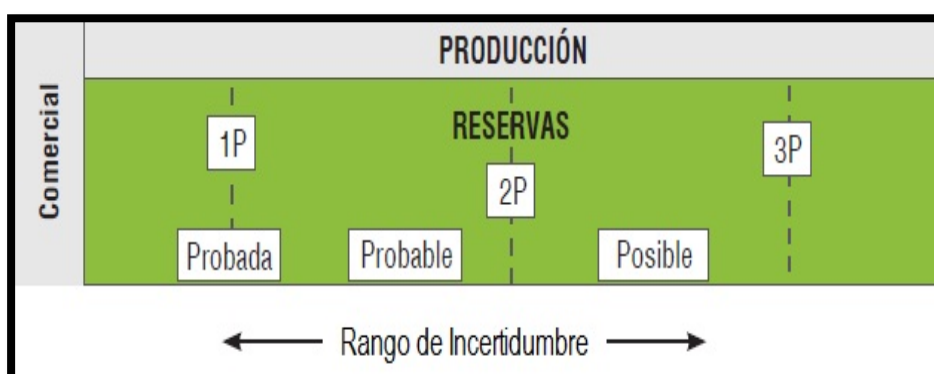 PRODUCCIÓN
Comercial
RESERVAS
1P
2P
3P
Probada
Probable
Posible
Rango de Incertidumbre